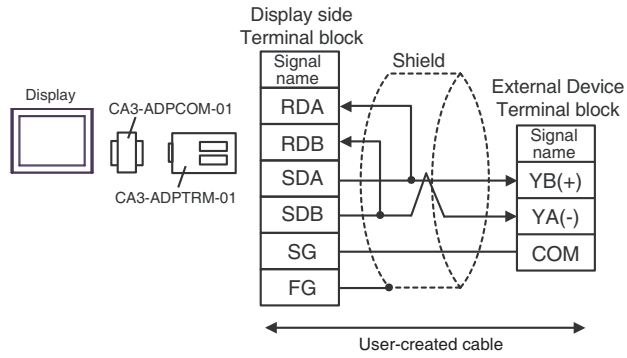 Display side
Terminal block
Shield
Signal
name
External Device
Terminal block
Display
CA3-ADPCOM-01
RDA
Signal
name
RDB
SDA
YB(+)
CA3-ADPTRM-01
SDB
YA(-)
SG
COM
FG
User-created cable